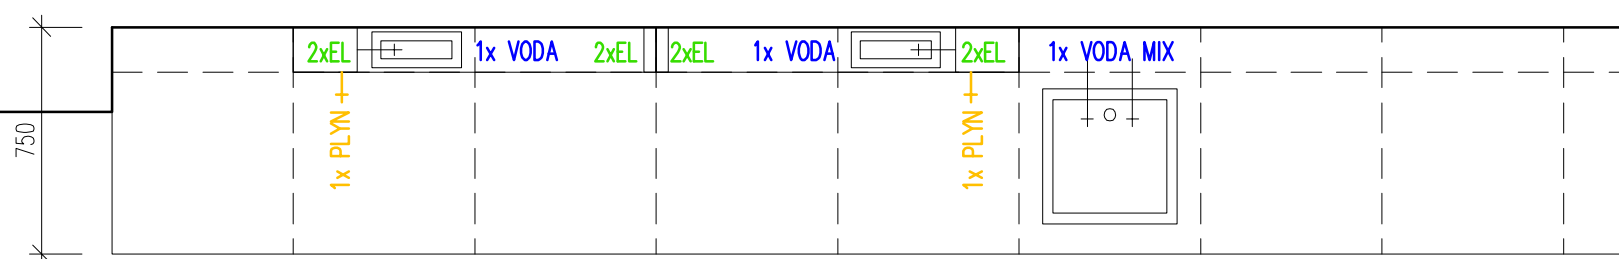 2xEL
1x VODA
2xEL
2xEL
1x VODA
2xEL
1x VODA MIX
1x PLYN
1x PLYN
750